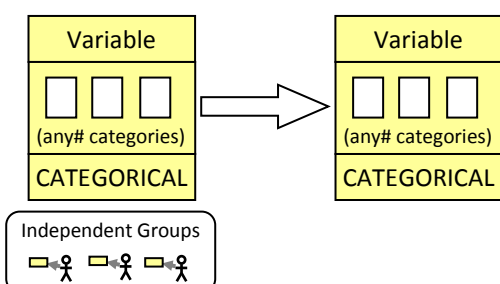 Variable
(any# categories)
CATEGORICAL
Independent Groups
Variable
(any# categories)
CATEGORICAL